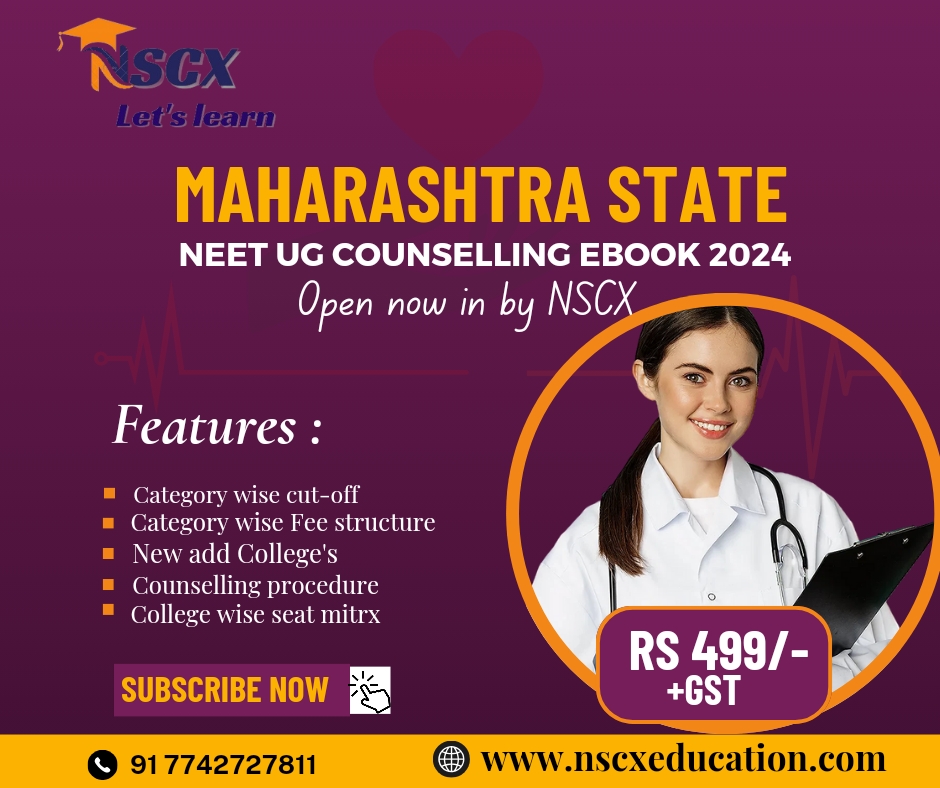 NSCX
Let's learn
MAHARASHTRA STATE
NEET UG COUNSELLING EBOOK 2024
Open now in by NSCX
Features :
Category wise cut-off
Category wise Fee structure
New add College's
Counselling procedure
College wise seat mitrx
RS 499/-
+GST
SUBSCRIBE NOW
91 7742727811
www.nscxeducation.com